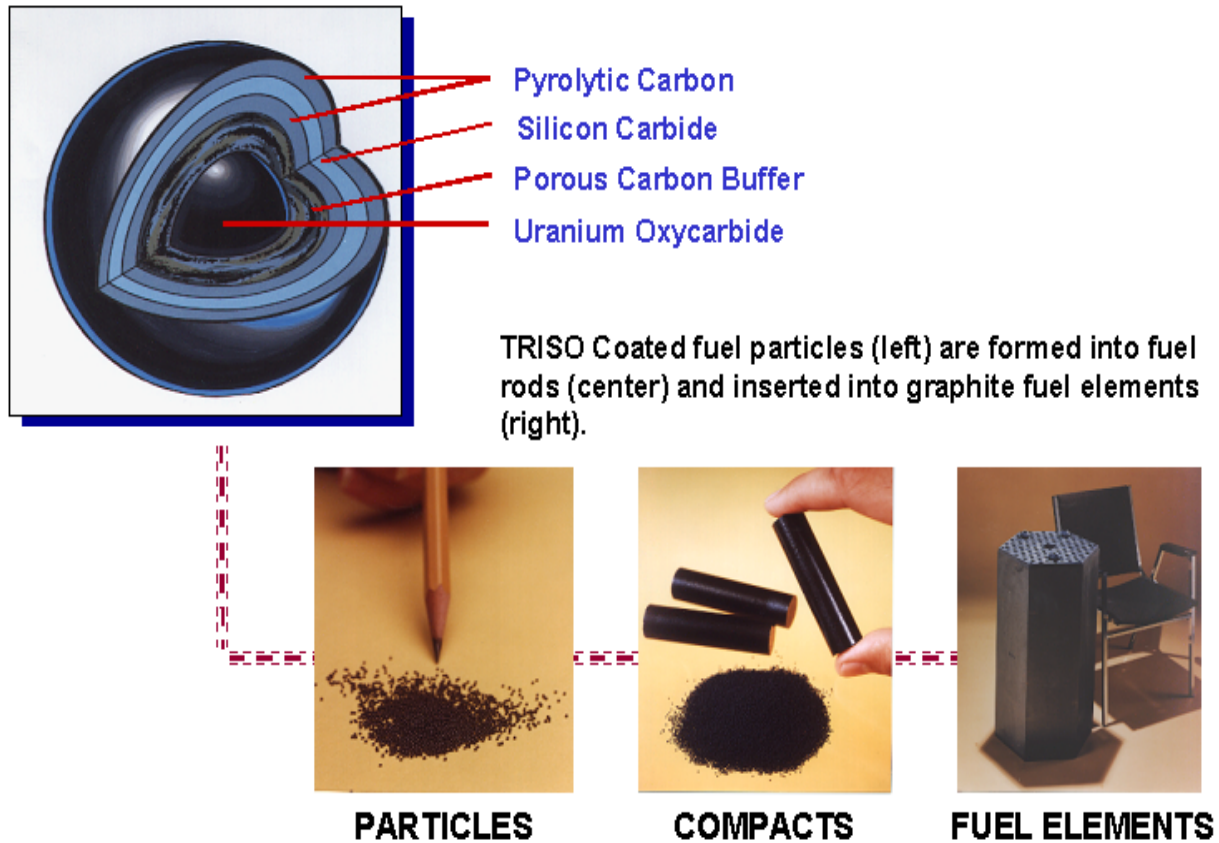 Pyrolytic Carbon
Silicon Carbide
Porous Carbon Buffer
Uranium Oxycarbide
TRISO Coated fuel particles (left) are formed into fuel
rods (center) and inserted into graphite fuel elements
(right).
PARTICLES
COMPACTS
FUEL ELEMENTS